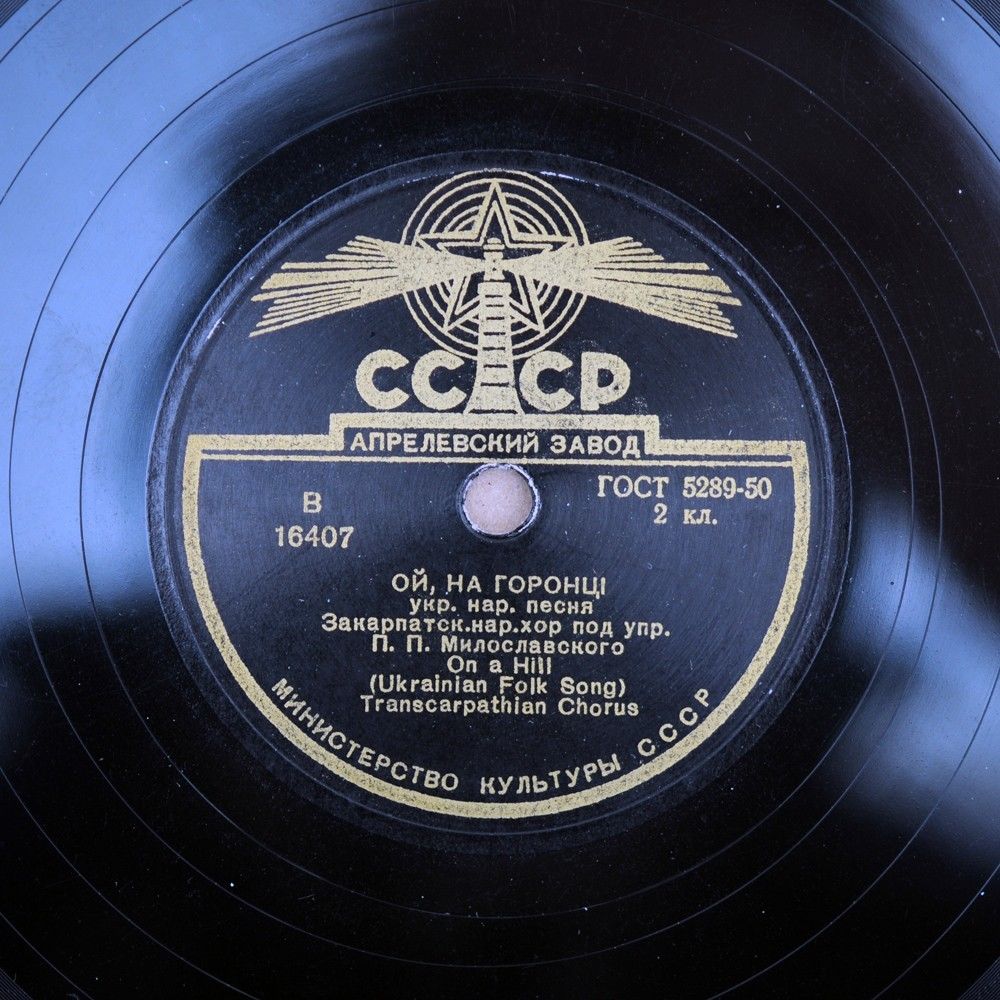 СССР
АПРЕЛЕВСКИЙ ЗАВОД
В
16407
ГОСТ 5289-50
2 кл.
ОЙ, НА ГОРОНЦІ
укр. нар. песня
Закарпатск.нар.хор под упр.
П. П. Милославского
On a Hill
(Ukrainian Folk Song)
Transcarpathian Chorus
МИНИСТЕРСТВО КУЛЬТУРЫ СССР